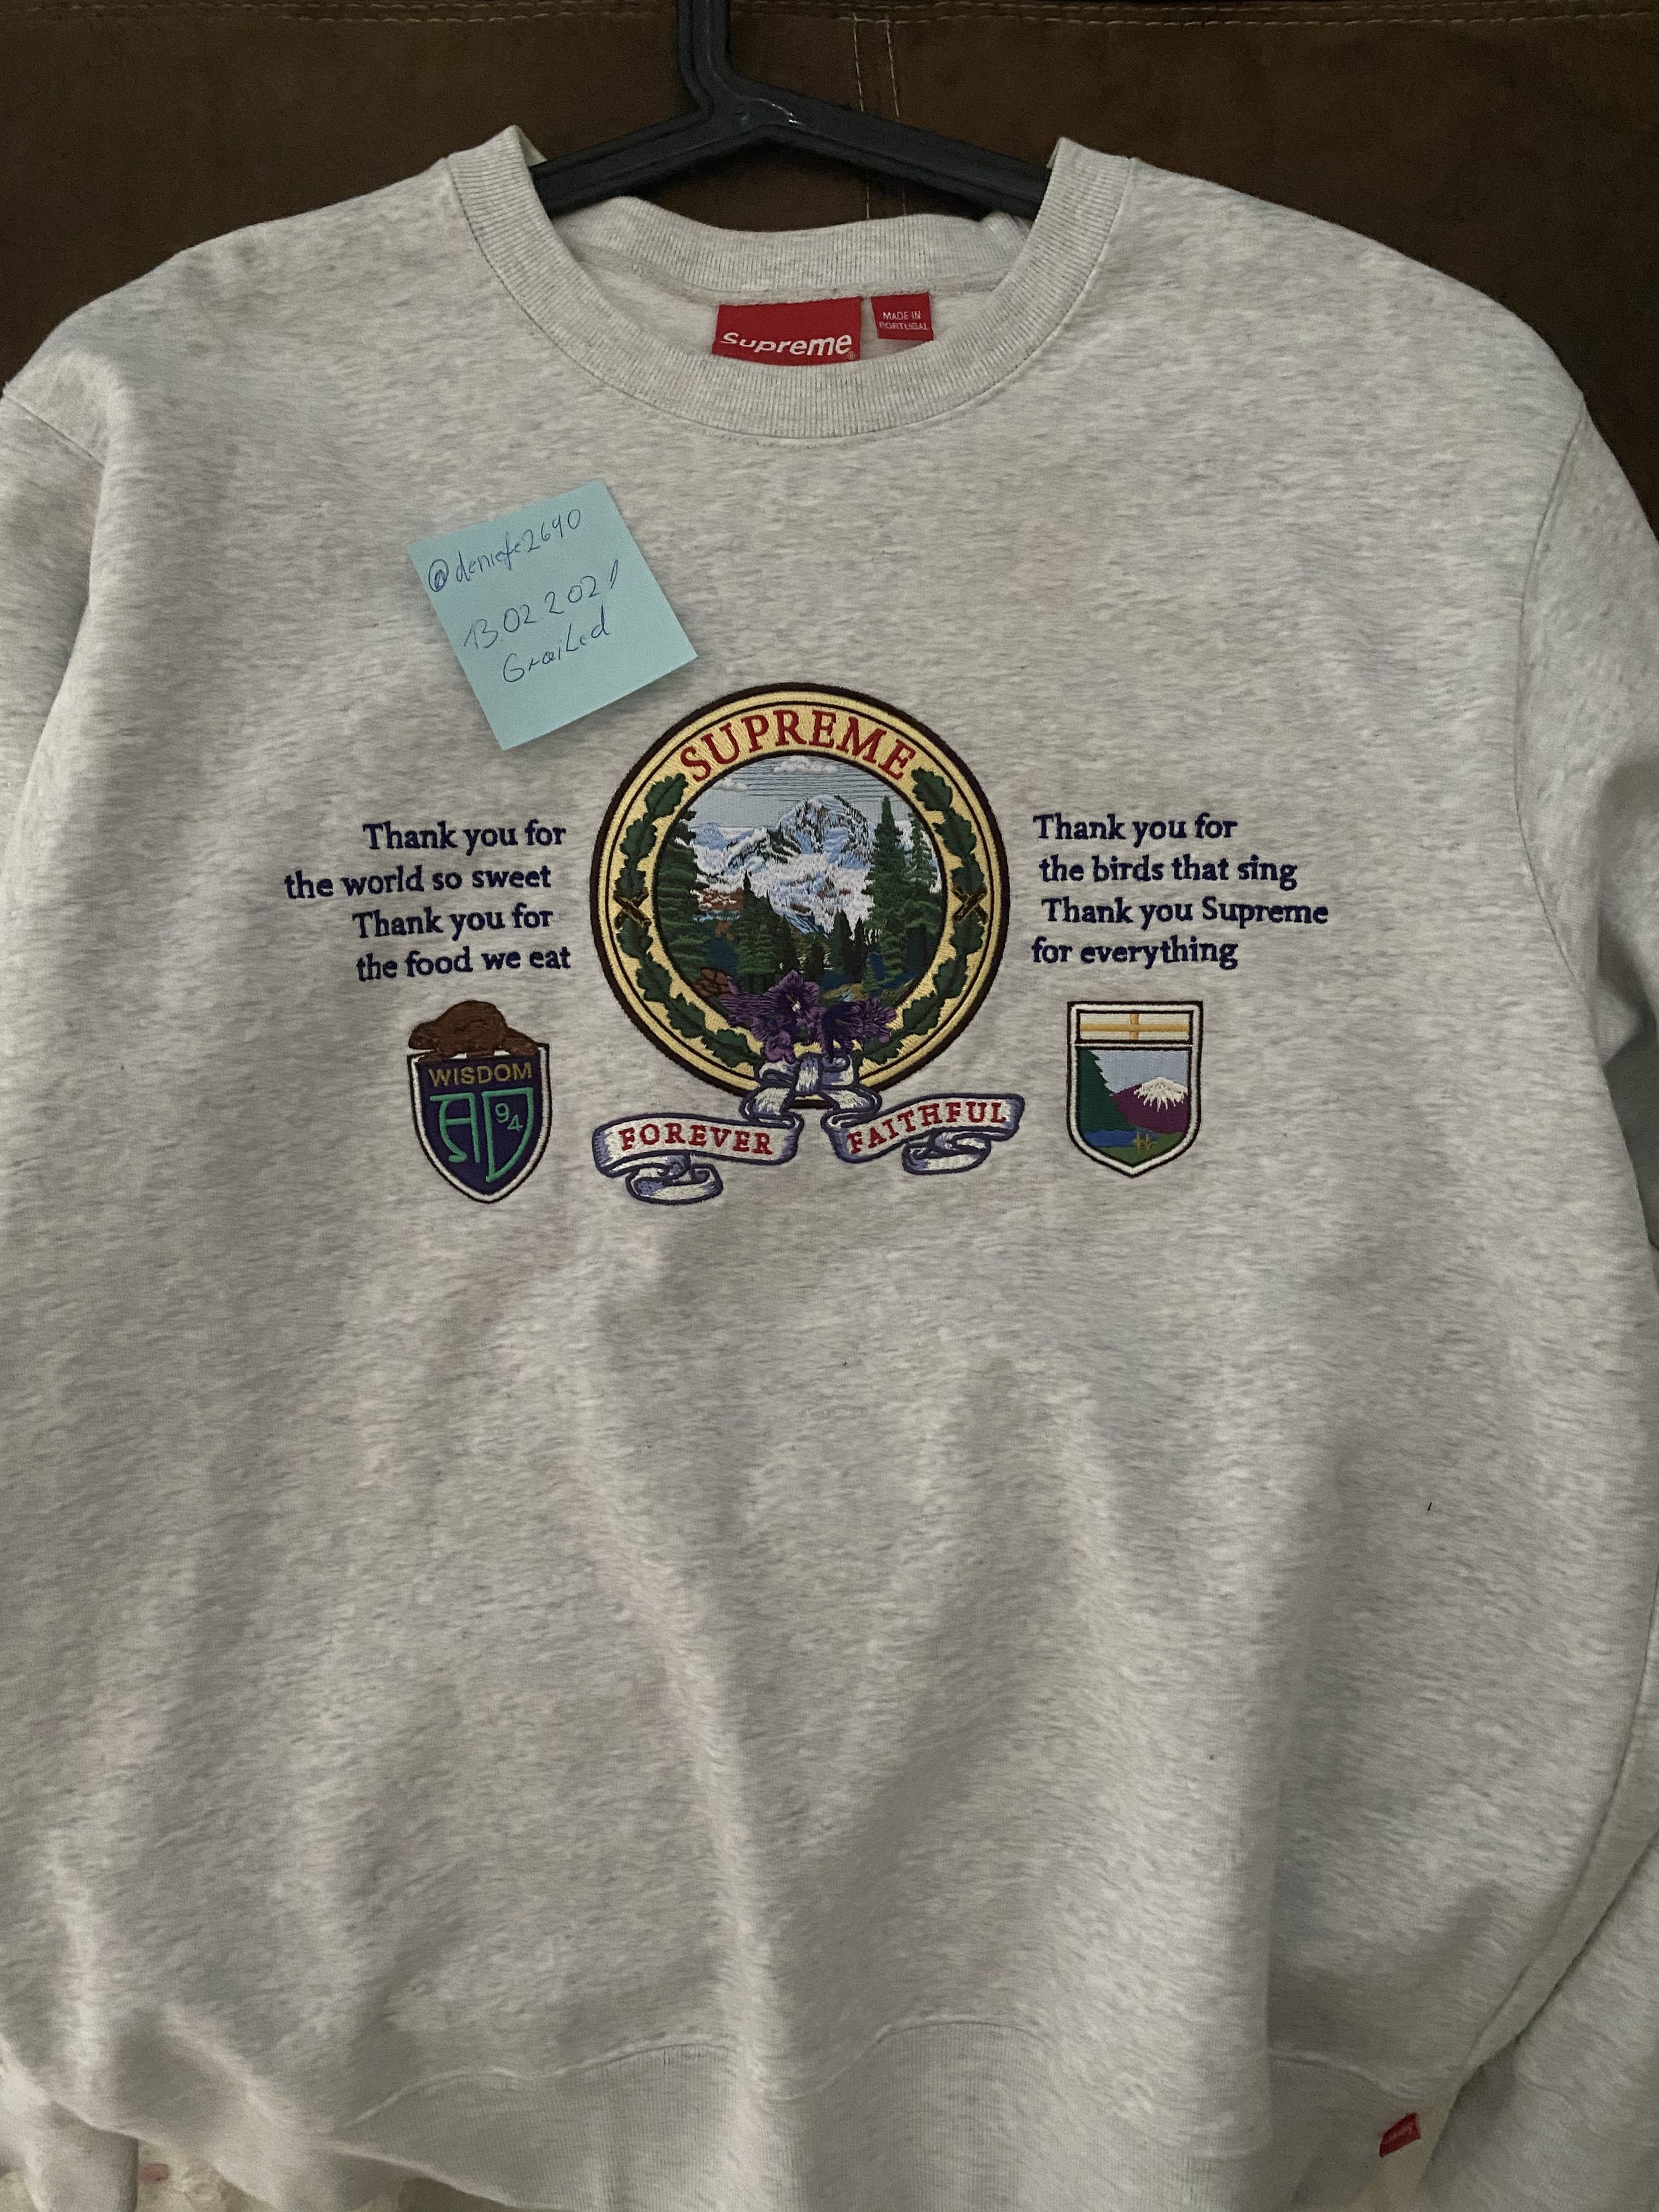 Supreme
MADE IN
PORTUGAL
@deniefe2690
13.02.2021
Grailed
SUPREME
Thank you for
the world so sweet
Thank you for
the food we eat
Thank you for
the birds that sing
Thank you Supreme
for everything
WISDOM
AD
94
FOREVER
FAITHFUL